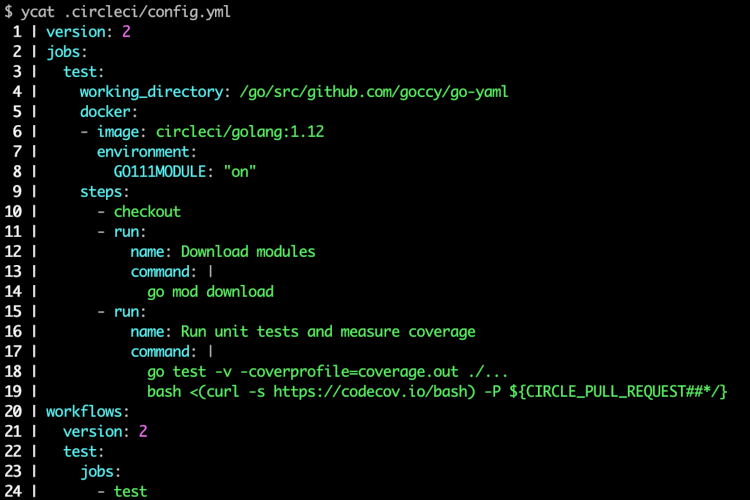 $ ycat .circleci/config.yml
 1 | version: 2
 2 | jobs:
 3 |   test:
 4 |     working_directory: /go/src/github.com/goccy/go-yaml
 5 |     docker:
 6 |     - image: circleci/golang:1.12
 7 |       environment:
 8 |         GO111MODULE: "on"
 9 |     steps:
10 |       - checkout
11 |       - run:
12 |           name: Download modules
13 |           command: |
14 |             go mod download
15 |       - run:
16 |           name: Run unit tests and measure coverage
17 |           command: |
18 |             go test -v -coverprofile=coverage.out ./...
19 |             bash <(curl -s https://codecov.io/bash) -P ${CIRCLE_PULL_REQUEST##*/}
20 | workflows:
21 |   version: 2
22 |   test:
23 |     jobs:
24 |       - test